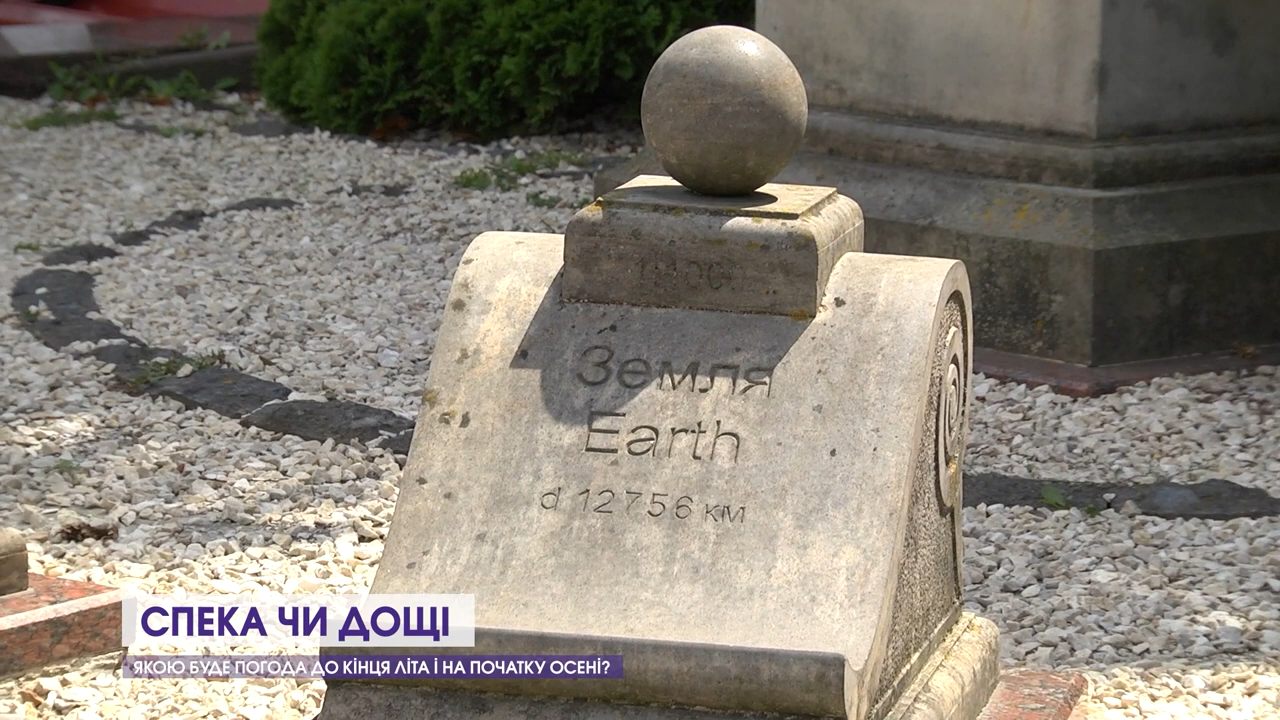 Земля
Earth
d 12756 км
СПЕКА ЧИ ДОЩІ
ЯКОЮ БУДЕ ПОГОДА ДО КІНЦЯ ЛІТА І НА ПОЧАТКУ ОСЕНІ?